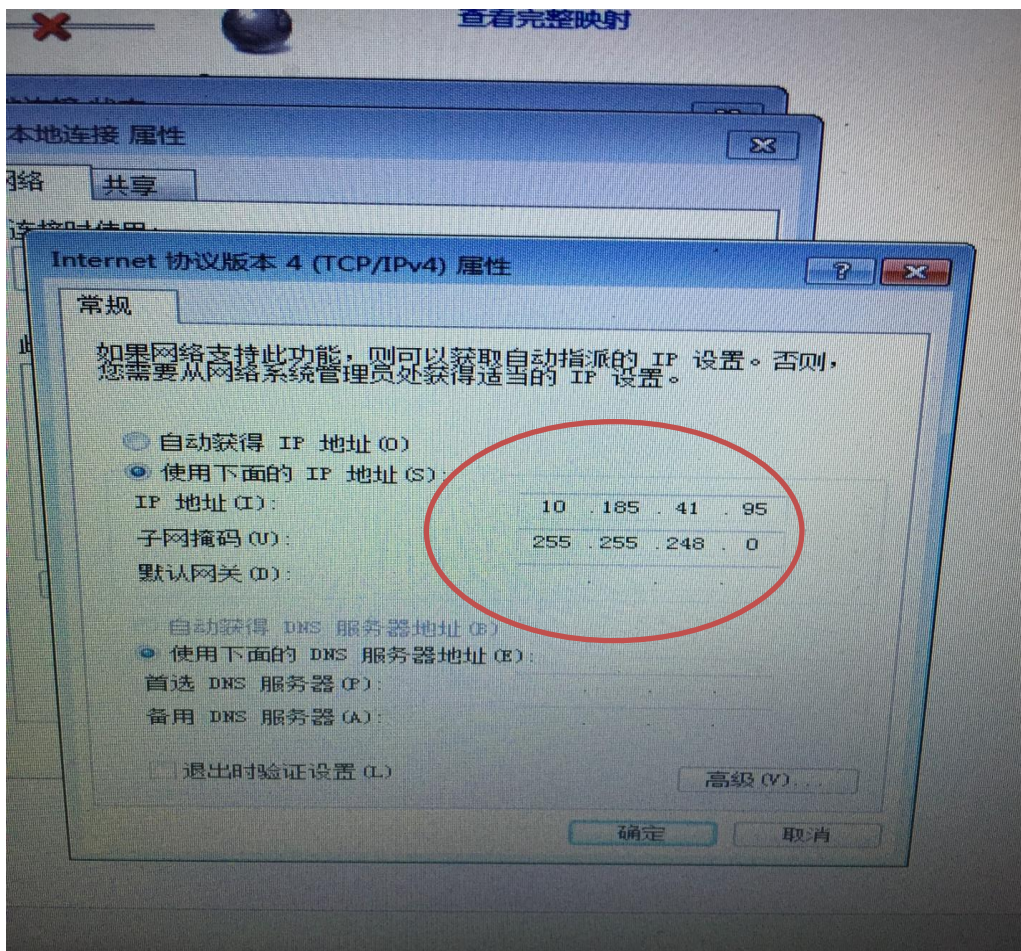 查看完整映射
本地连接 属性
共享
Internet 协议版本 4 (TCP/IPv4) 属性
常规
如果网络支持此功能，则可以获取自动指派的 IP 设置。否则，
您需要从网络系统管理员处获得适当的 IP 设置。
自动获得 IP 地址(O)
使用下面的 IP 地址(S):
IP 地址(I): 10 . 185 . 41 . 95
子网掩码(U): 255 . 255 . 248 . 0
默认网关(D): . . .
自动获得 DNS 服务器地址(B)
使用下面的 DNS 服务器地址(E):
首选 DNS 服务器(P): . . .
备用 DNS 服务器(A): . . .
退出时验证设置(L)
高级(V)...
确定 取消